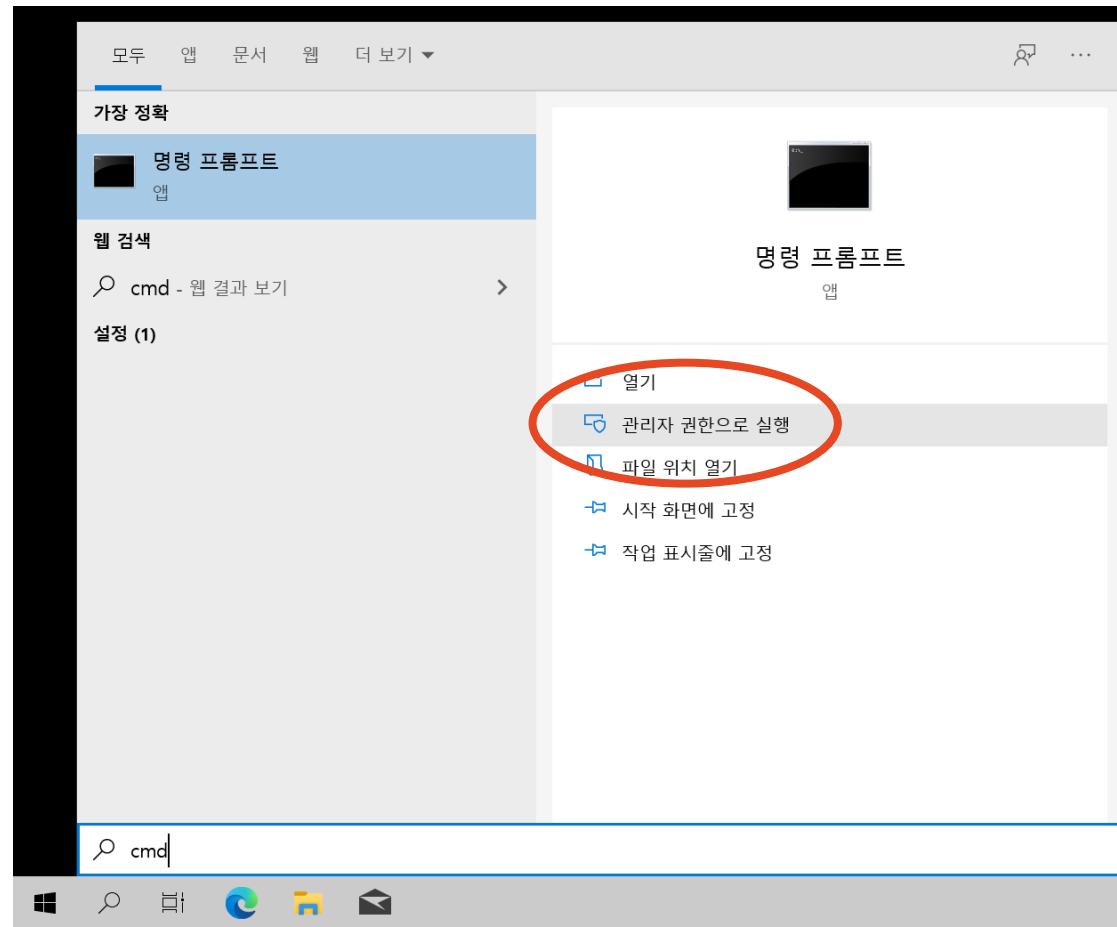 모두 앱 문서 웹 더 보기
가장 정확
명령 프롬프트
앱
웹 검색
cmd - 웹 결과 보기
설정 (1)
명령 프롬프트
앱
열기
관리자 권한으로 실행
파일 위치 열기
시작 화면에 고정
작업 표시줄에 고정
cmd